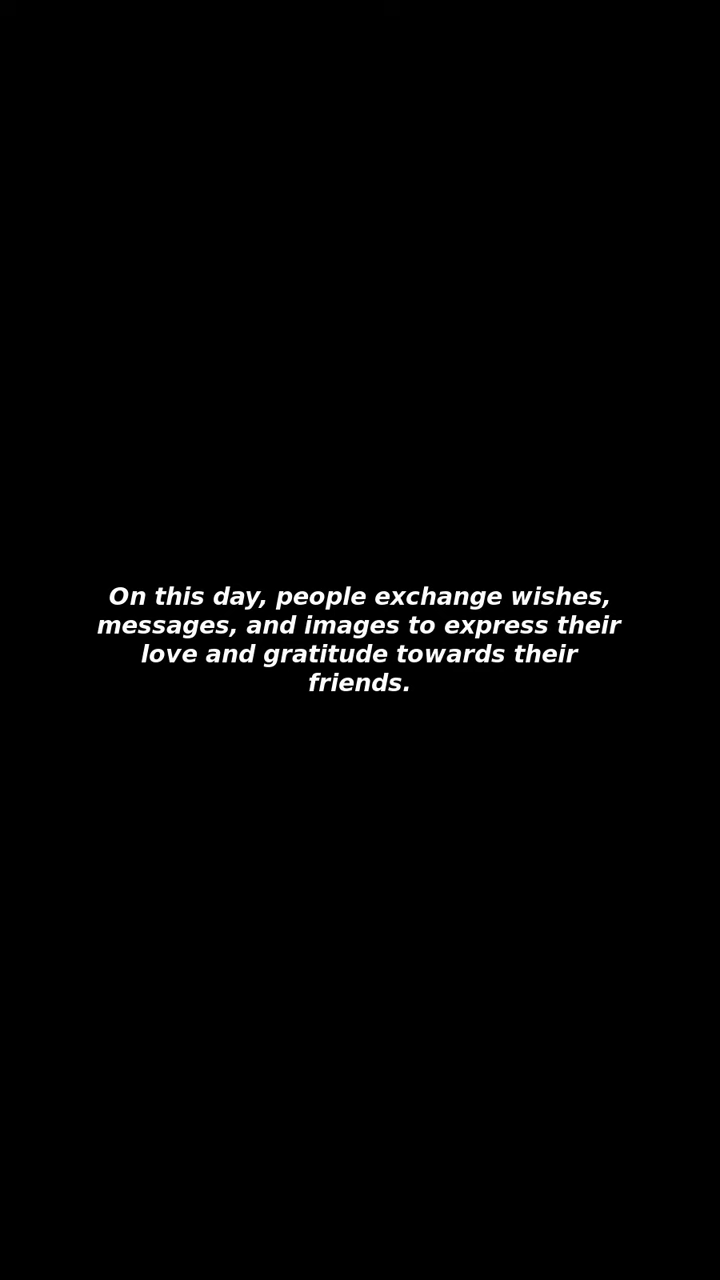 On this day, people exchange wishes,
messages, and images to express their
love and gratitude towards their
friends.